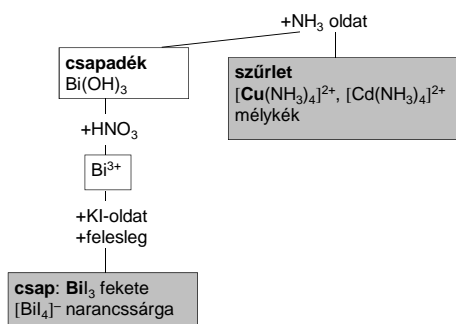 +NH₃ oldat
csapadék
Bi(OH)₃
szűrlet
[Cu(NH₃)₄]²⁺, [Cd(NH₃)₄]²⁺
mélykék
+HNO₃
Bi³⁺
+KI-oldat
+felesleg
csap: BiI₃ fekete
[BiI₄]⁻ narancssárga